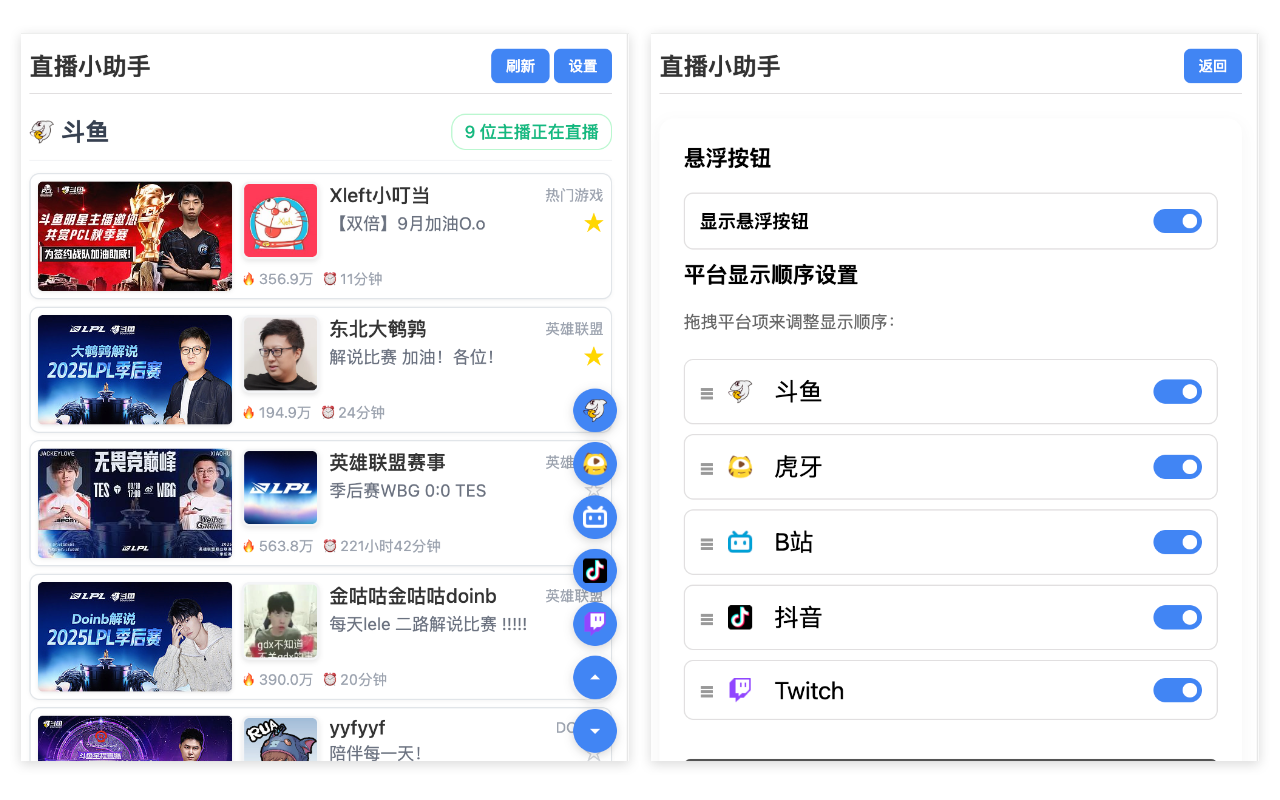 直播小助手
刷新
设置
斗鱼
9 位主播正在直播
斗鱼
斗鱼明星主播邀您
共赏PCL秋季赛
为签约战队加油助威!
Xleft小叮当
热门游戏
【双倍】9月加油O.o
356.9万
11分钟
LPL 斗鱼
大鹌鹑解说
2025LPL季后赛
东北大鹌鹑
英雄联盟
解说比赛 加油！各位！
194.9万
24分钟
JACKEYLOVE
无畏竞巅峰
XIAOHU
TES
17:00
WBG
LPL
LPL
英雄联盟赛事
英雄
季后赛WBG 0:0 TES
563.8万
221小时42分钟
LPL 斗鱼
Doinb解说
2025LPL季后赛
gdx不知道
金咕咕金咕咕doinb
英雄联盟
每天lele 二路解说比赛 !!!!!
390.0万
20分钟
斗鱼
RUA
yyfyyf
陪伴每一天！
直播小助手
返回
悬浮按钮
显示悬浮按钮
平台显示顺序设置
拖拽平台项来调整显示顺序：
斗鱼
虎牙
B站
抖音
Twitch